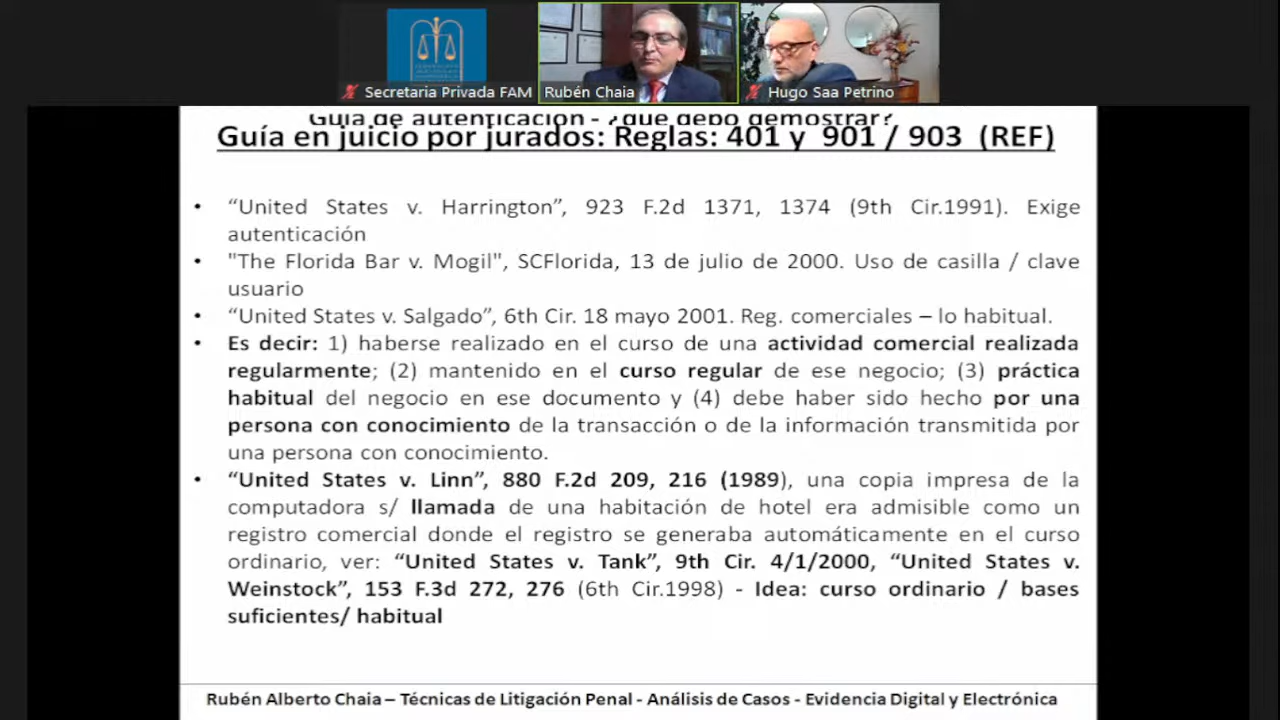 Secretaria Privada FAM
Rubén Chaia
Hugo Saa Petrino
Guía de autenticación - ¿qué debo demostrar?
Guía en juicio por jurados: Reglas: 401 y 901 / 903 (REF)
• “United States v. Harrington”, 923 F.2d 1371, 1374 (9th Cir.1991). Exige
autenticación
• "The Florida Bar v. Mogil", SCFlorida, 13 de julio de 2000. Uso de casilla / clave
usuario
• “United States v. Salgado”, 6th Cir. 18 mayo 2001. Reg. comerciales – lo habitual.
• Es decir: 1) haberse realizado en el curso de una actividad comercial realizada
regularmente; (2) mantenido en el curso regular de ese negocio; (3) práctica
habitual del negocio en ese documento y (4) debe haber sido hecho por una
persona con conocimiento de la transacción o de la información transmitida por
una persona con conocimiento.
• “United States v. Linn”, 880 F.2d 209, 216 (1989), una copia impresa de la
computadora s/ llamada de una habitación de hotel era admisible como un
registro comercial donde el registro se generaba automáticamente en el curso
ordinario, ver: “United States v. Tank”, 9th Cir. 4/1/2000, “United States v.
Weinstock”, 153 F.3d 272, 276 (6th Cir.1998) - Idea: curso ordinario / bases
suficientes/ habitual
Rubén Alberto Chaia – Técnicas de Litigación Penal - Análisis de Casos - Evidencia Digital y Electrónica